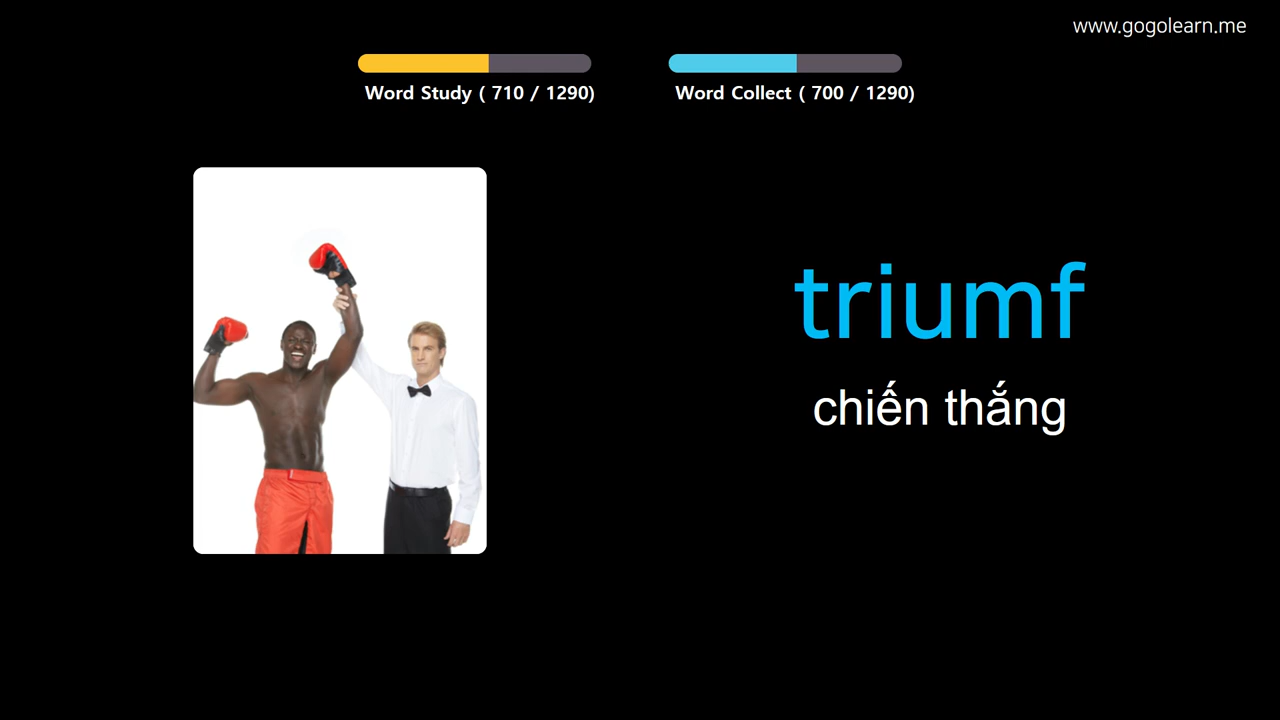 www.gogolearn.me
Word Study ( 710 / 1290)
Word Collect ( 700 / 1290)
triumf
chiến thắng